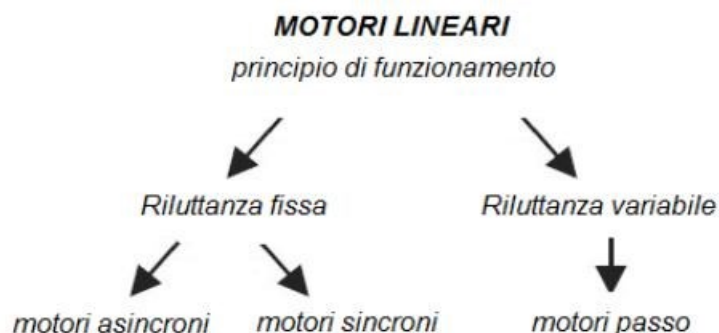 MOTORI LINEARI
principio di funzionamento
Riluttanza fissa
Riluttanza variabile
motori asincroni
motori sincroni
motori passo